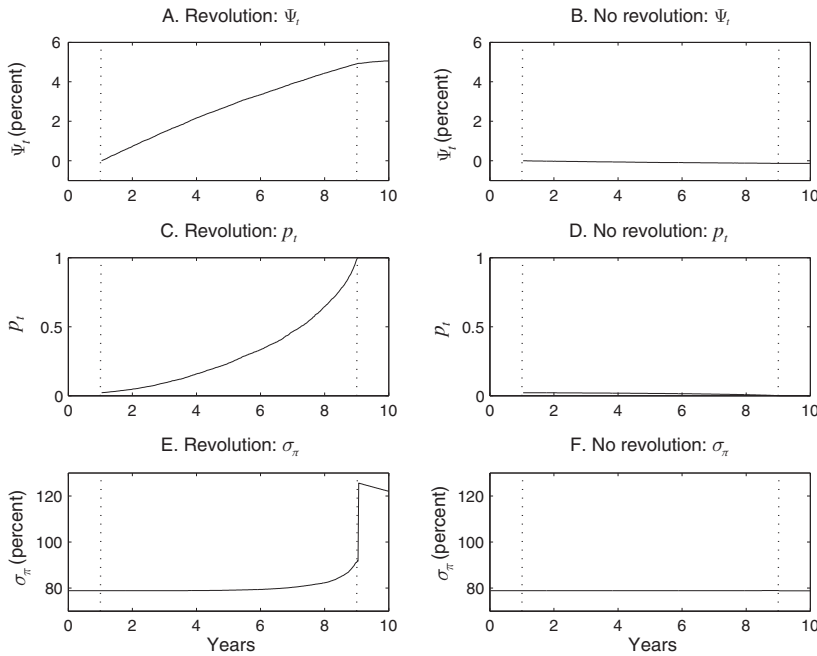 A. Revolution: Ψt
6
4
2
0
Ψt (percent)
0 2 4 6 8 10
B. No revolution: Ψt
6
4
2
0
Ψt (percent)
0 2 4 6 8 10
C. Revolution: pt
1
0.5
0
pt
0 2 4 6 8 10
D. No revolution: pt
1
0.5
0
pt
0 2 4 6 8 10
E. Revolution: σπ
120
100
80
σπ (percent)
0 2 4 6 8 10
Years
F. No revolution: σπ
120
100
80
σπ (percent)
0 2 4 6 8 10
Years